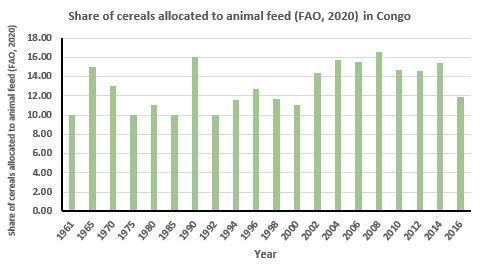 Share of cereals allocated to animal feed (FAO, 2020) in Congo
Share of cereals allocated to animal feed (FAO, 2020)
18.00
16.00
14.00
12.00
10.00
8.00
6.00
4.00
2.00
0.00
1961 1965 1970 1975 1980 1985 1990 1992 1994 1996 1998 2000 2002 2004 2006 2008 2010 2012 2014 2016
Year